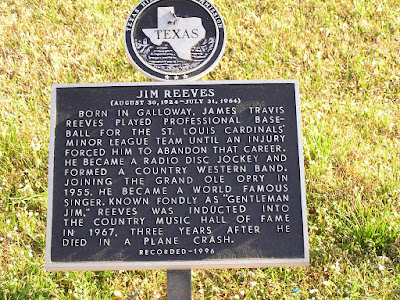 TEXAS HISTORICAL COMMISSION
TEXAS
JIM REEVES
(AUGUST 20, 1924–JULY 31, 1964)
BORN IN GALLOWAY, JAMES TRAVIS
REEVES PLAYED PROFESSIONAL BASE-
BALL FOR THE ST. LOUIS CARDINALS'
MINOR LEAGUE TEAM UNTIL AN INJURY
FORCED HIM TO ABANDON THAT CAREER.
HE BECAME A RADIO DISC JOCKEY AND
FORMED A COUNTRY WESTERN BAND.
JOINING THE GRAND OLE OPRY IN
1955, HE BECAME A WORLD FAMOUS
SINGER. KNOWN FONDLY AS "GENTLEMAN
JIM," REEVES WAS INDUCTED INTO
THE COUNTRY MUSIC HALL OF FAME
IN 1967, THREE YEARS AFTER HE
DIED IN A PLANE CRASH.
RECORDED–1996